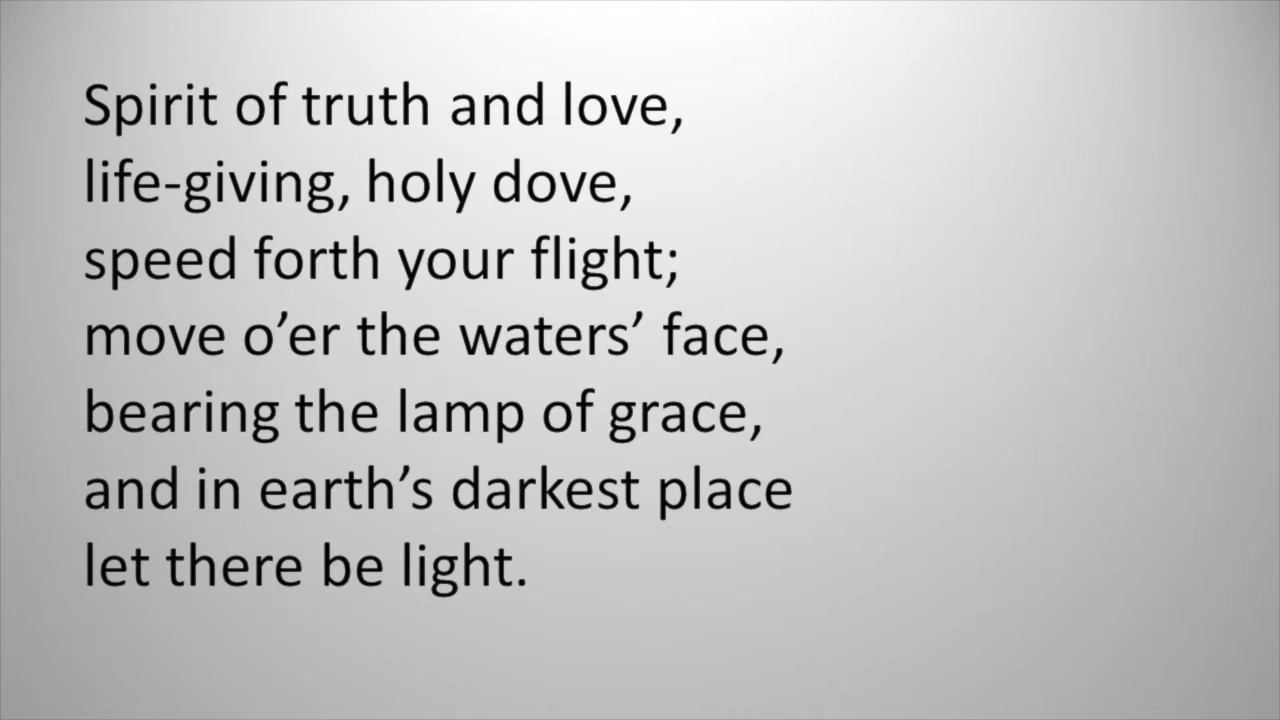 Spirit of truth and love,
life-giving, holy dove,
speed forth your flight;
move o’er the waters’ face,
bearing the lamp of grace,
and in earth’s darkest place
let there be light.